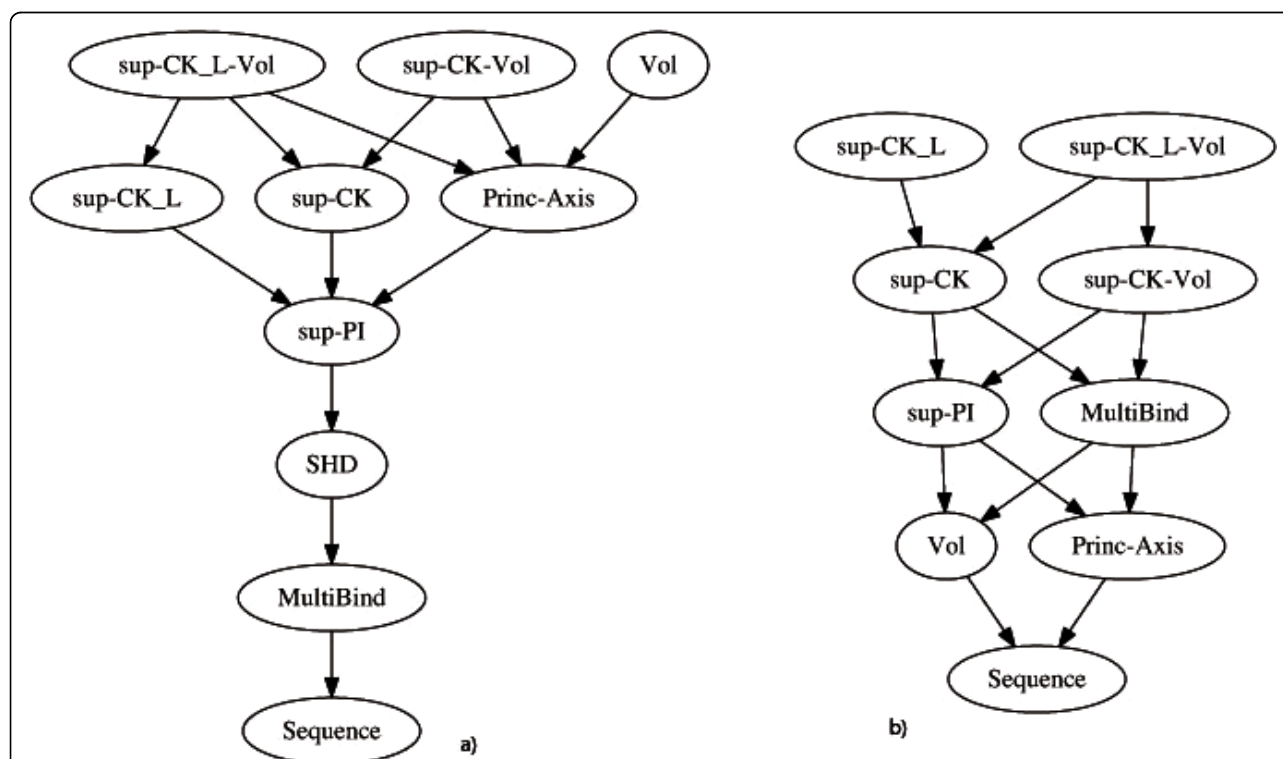 sup-CK_L-Vol
sup-CK-Vol
Vol
sup-CK_L
sup-CK
Princ-Axis
sup-PI
SHD
MultiBind
Sequence
a)
sup-CK_L
sup-CK_L-Vol
sup-CK
sup-CK-Vol
sup-PI
MultiBind
Vol
Princ-Axis
Sequence
b)